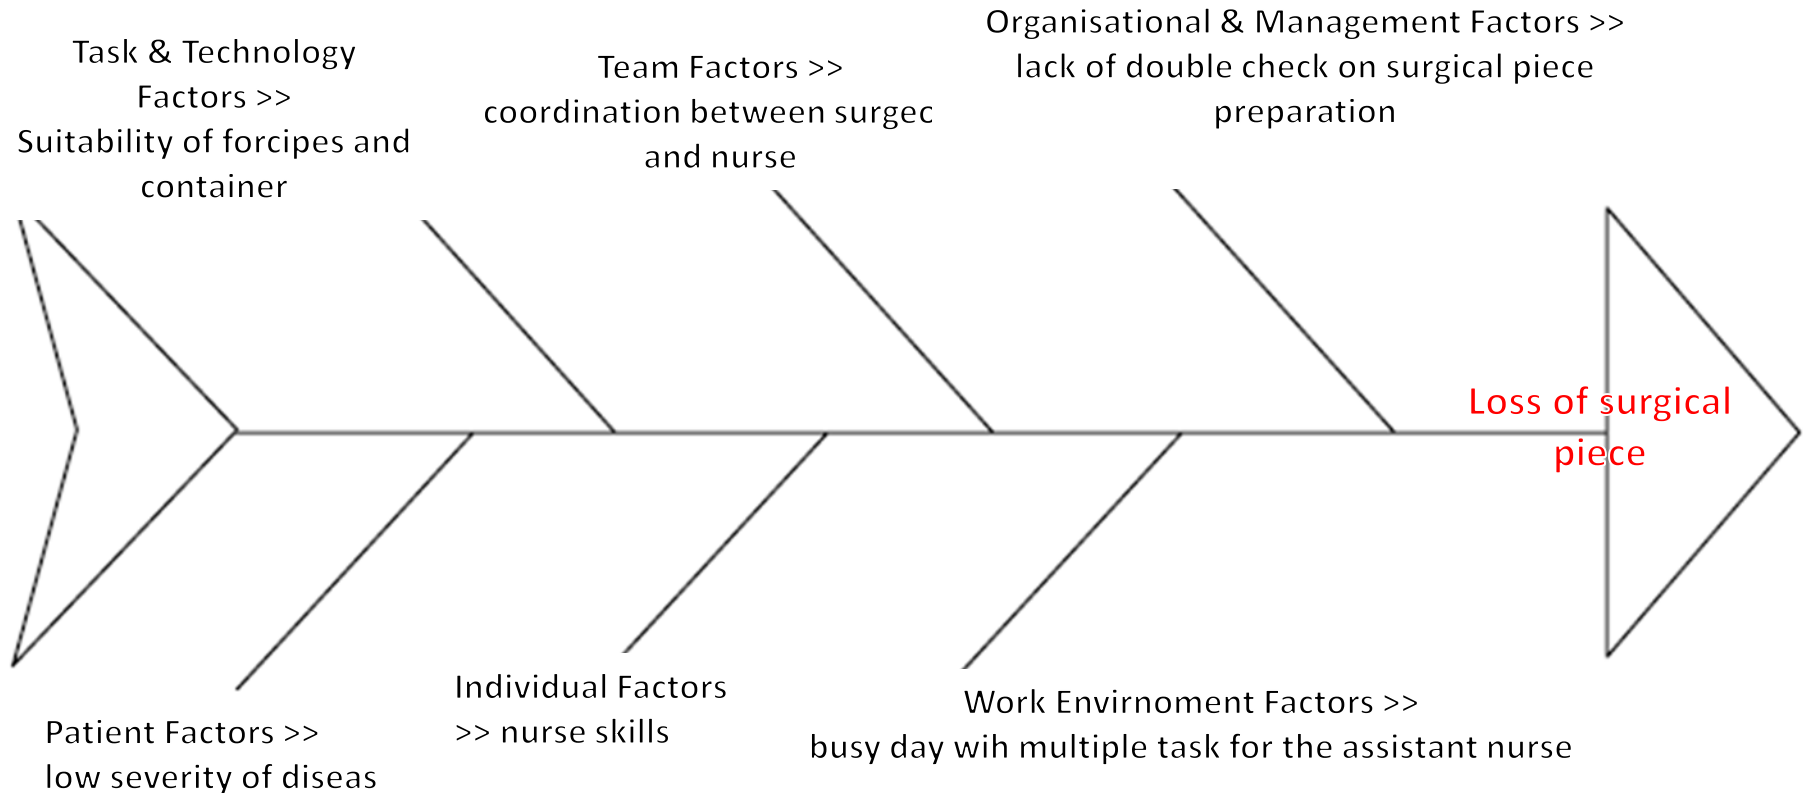 Task & Technology
Factors >>
Suitability of forcipes and
container
Team Factors >>
coordination between surgec
and nurse
Organisational & Management Factors >>
lack of double check on surgical piece
preparation
Loss of surgical
piece
Patient Factors >>
low severity of diseas
Individual Factors
>> nurse skills
Work Envirnoment Factors >>
busy day wih multiple task for the assistant nurse